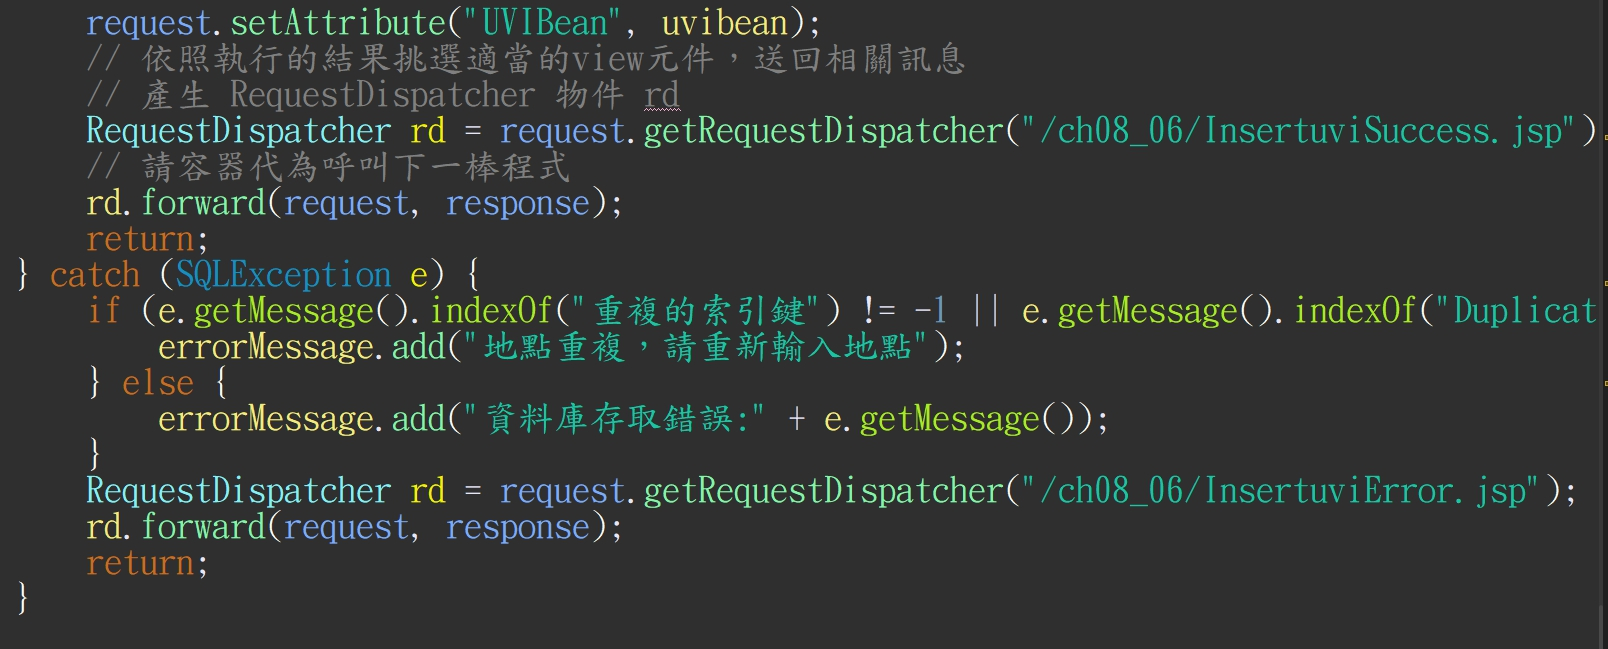 request.setAttribute("UVIBean", uvibean);
// 依照執行的結果挑選適當的view元件，送回相關訊息
// 產生 RequestDispatcher 物件 rd
RequestDispatcher rd = request.getRequestDispatcher("/ch08_06/InsertuviSuccess.jsp")
// 請容器代為呼叫下一棒程式
rd.forward(request, response);
return;
} catch (SQLException e) {
if (e.getMessage().indexOf("重複的索引鍵") != -1 || e.getMessage().indexOf("Duplicat
errorMessage.add("地點重複，請重新輸入地點");
} else {
errorMessage.add("資料庫存取錯誤:" + e.getMessage());
}
RequestDispatcher rd = request.getRequestDispatcher("/ch08_06/InsertuviError.jsp");
rd.forward(request, response);
return;
}